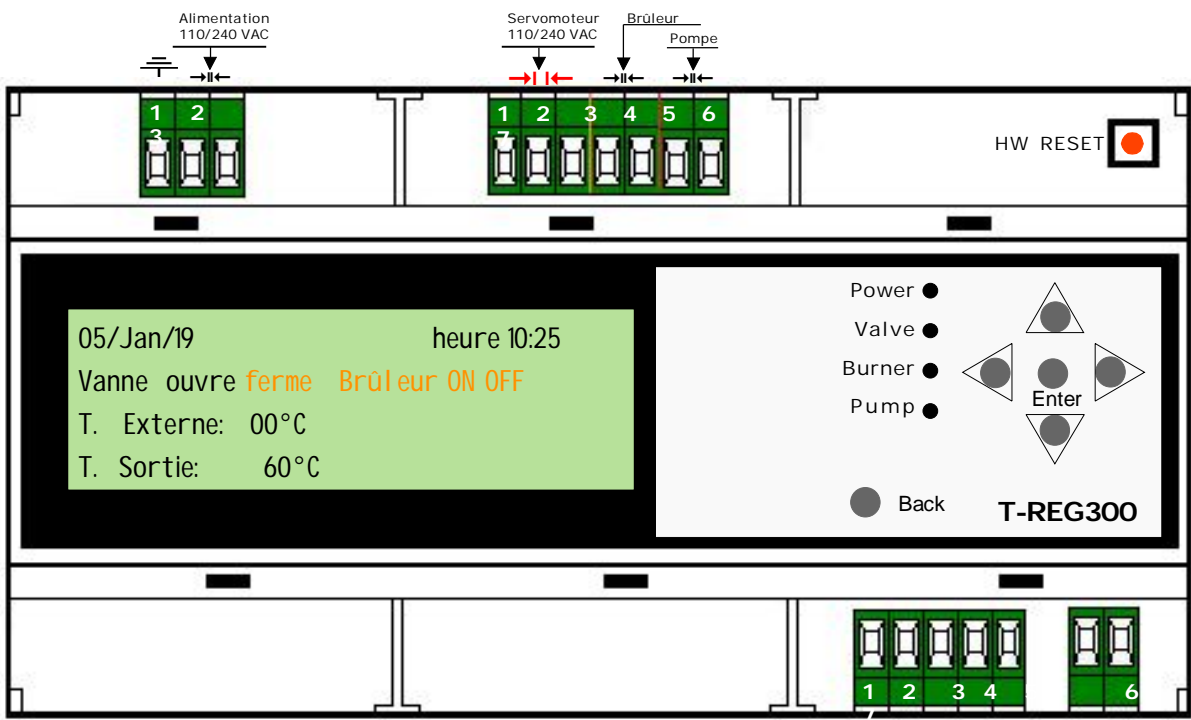 Alimentation
110/240 VAC
Servomoteur
110/240 VAC
Brûleur
Pompe
1 2
3
1 2 3 4 5 6
7
HW RESET
05/Jan/19 heure 10:25
Vanne ouvre ferme Brûleur ON OFF
T. Externe: 00°C
T. Sortie: 60°C
Power
Valve
Burner
Pump
Enter
Back
T-REG300
1 2 3 4 6
7